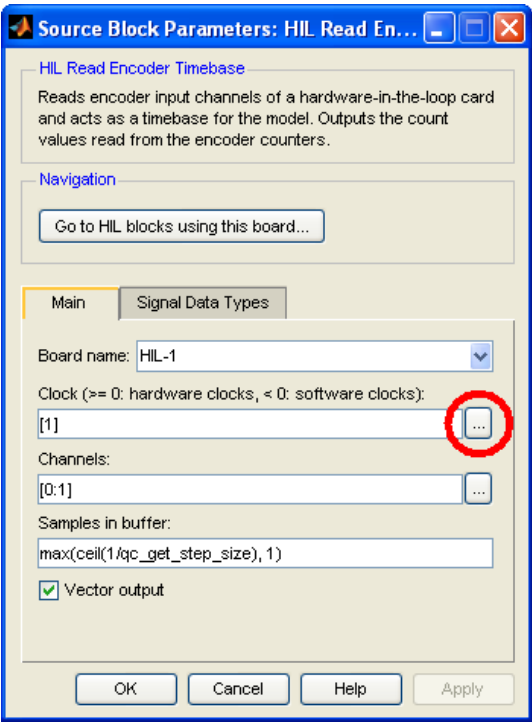 Source Block Parameters: HIL Read En...
HIL Read Encoder Timebase
Reads encoder input channels of a hardware-in-the-loop card
and acts as a timebase for the model. Outputs the count
values read from the encoder counters.
Navigation
Go to HIL blocks using this board...
Main
Signal Data Types
Board name: HIL-1
Clock (>= 0: hardware clocks, < 0: software clocks):
[1]
...
Channels:
[0:1]
...
Samples in buffer:
max(ceil(1/qc_get_step_size), 1)
Vector output
OK
Cancel
Help
Apply